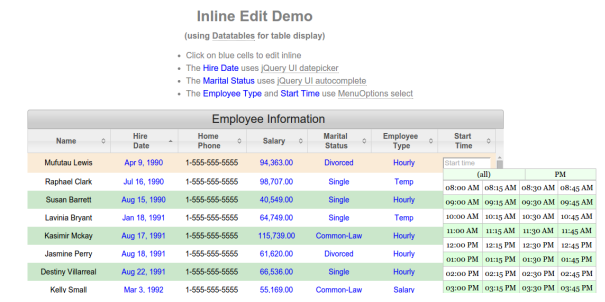 Inline Edit Demo
(using Datatables for table display)
Click on blue cells to edit inline
The Hire Date uses jQuery UI datepicker
The Marital Status uses jQuery UI autocomplete
The Employee Type and Start Time use MenuOptions select
Employee Information
Name Hire Date Home Phone Salary Marital Status Employee Type Start Time
Mufutau Lewis Apr 9, 1990 1-555-555-5555 94,363.00 Divorced Hourly Start time
(all) PM
Raphael Clark Jul 16, 1990 1-555-555-5555 98,707.00 Single Temp 08:00 AM 08:15 AM 08:30 AM 08:45 AM
Susan Barrett Aug 15, 1990 1-555-555-5555 40,549.00 Single Hourly 09:00 AM 09:15 AM 09:30 AM 09:45 AM
Lavinia Bryant Jan 18, 1991 1-555-555-5555 64,749.00 Single Temp 10:00 AM 10:15 AM 10:30 AM 10:45 AM
Kasimir Mckay Aug 17, 1991 1-555-555-5555 115,739.00 Common-Law Hourly 11:00 AM 11:15 AM 11:30 AM 11:45 AM
Jasmine Perry Aug 18, 1991 1-555-555-5555 61,620.00 Divorced Hourly 12:00 PM 12:15 PM 12:30 PM 12:45 PM
01:00 PM 01:15 PM 01:30 PM 01:45 PM
Destiny Villarreal Aug 22, 1991 1-555-555-5555 66,536.00 Single Hourly 02:00 PM 02:15 PM 02:30 PM 02:45 PM
Kelly Small Mar 3, 1992 1-555-555-5555 55,169.00 Common-Law Salary 03:00 PM 03:15 PM 03:30 PM 03:45 PM